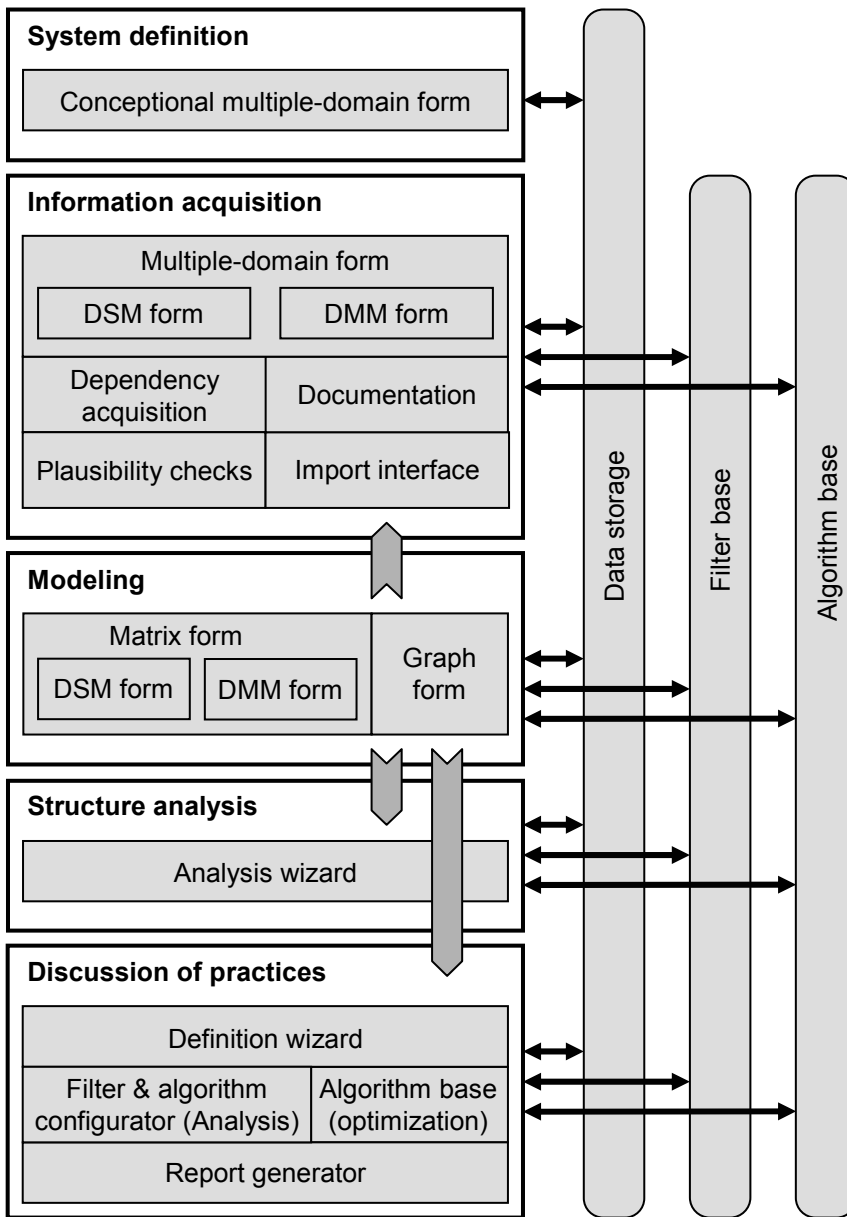 System definition
Conceptional multiple-domain form
Information acquisition
Multiple-domain form
DSM form
DMM form
Dependency
acquisition
Documentation
Plausibility checks
Import interface
Modeling
Matrix form
DSM form
DMM form
Graph
form
Structure analysis
Analysis wizard
Discussion of practices
Definition wizard
Filter & algorithm
configurator (Analysis)
Algorithm base
(optimization)
Report generator
Data storage
Filter base
Algorithm base